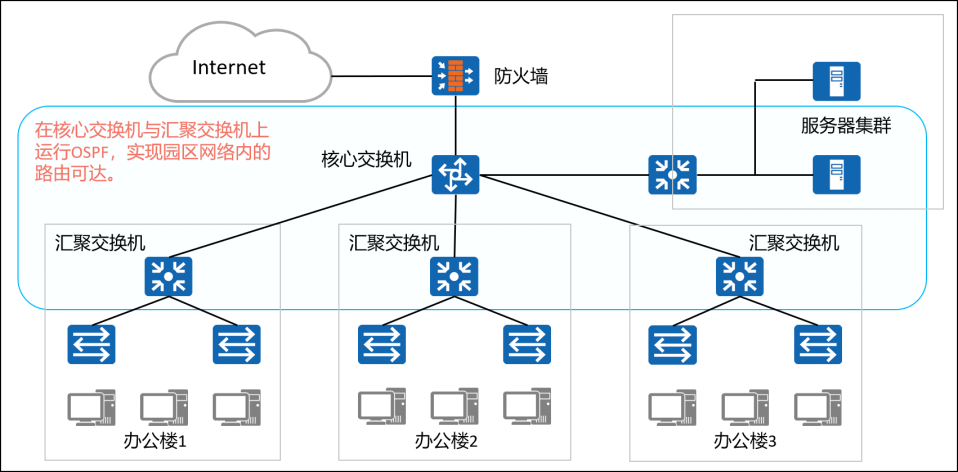 Internet
防火墙
服务器集群
在核心交换机与汇聚交换机上
运行OSPF，实现园区网络内的
路由可达。
核心交换机
汇聚交换机
汇聚交换机
汇聚交换机
办公楼1
办公楼2
办公楼3